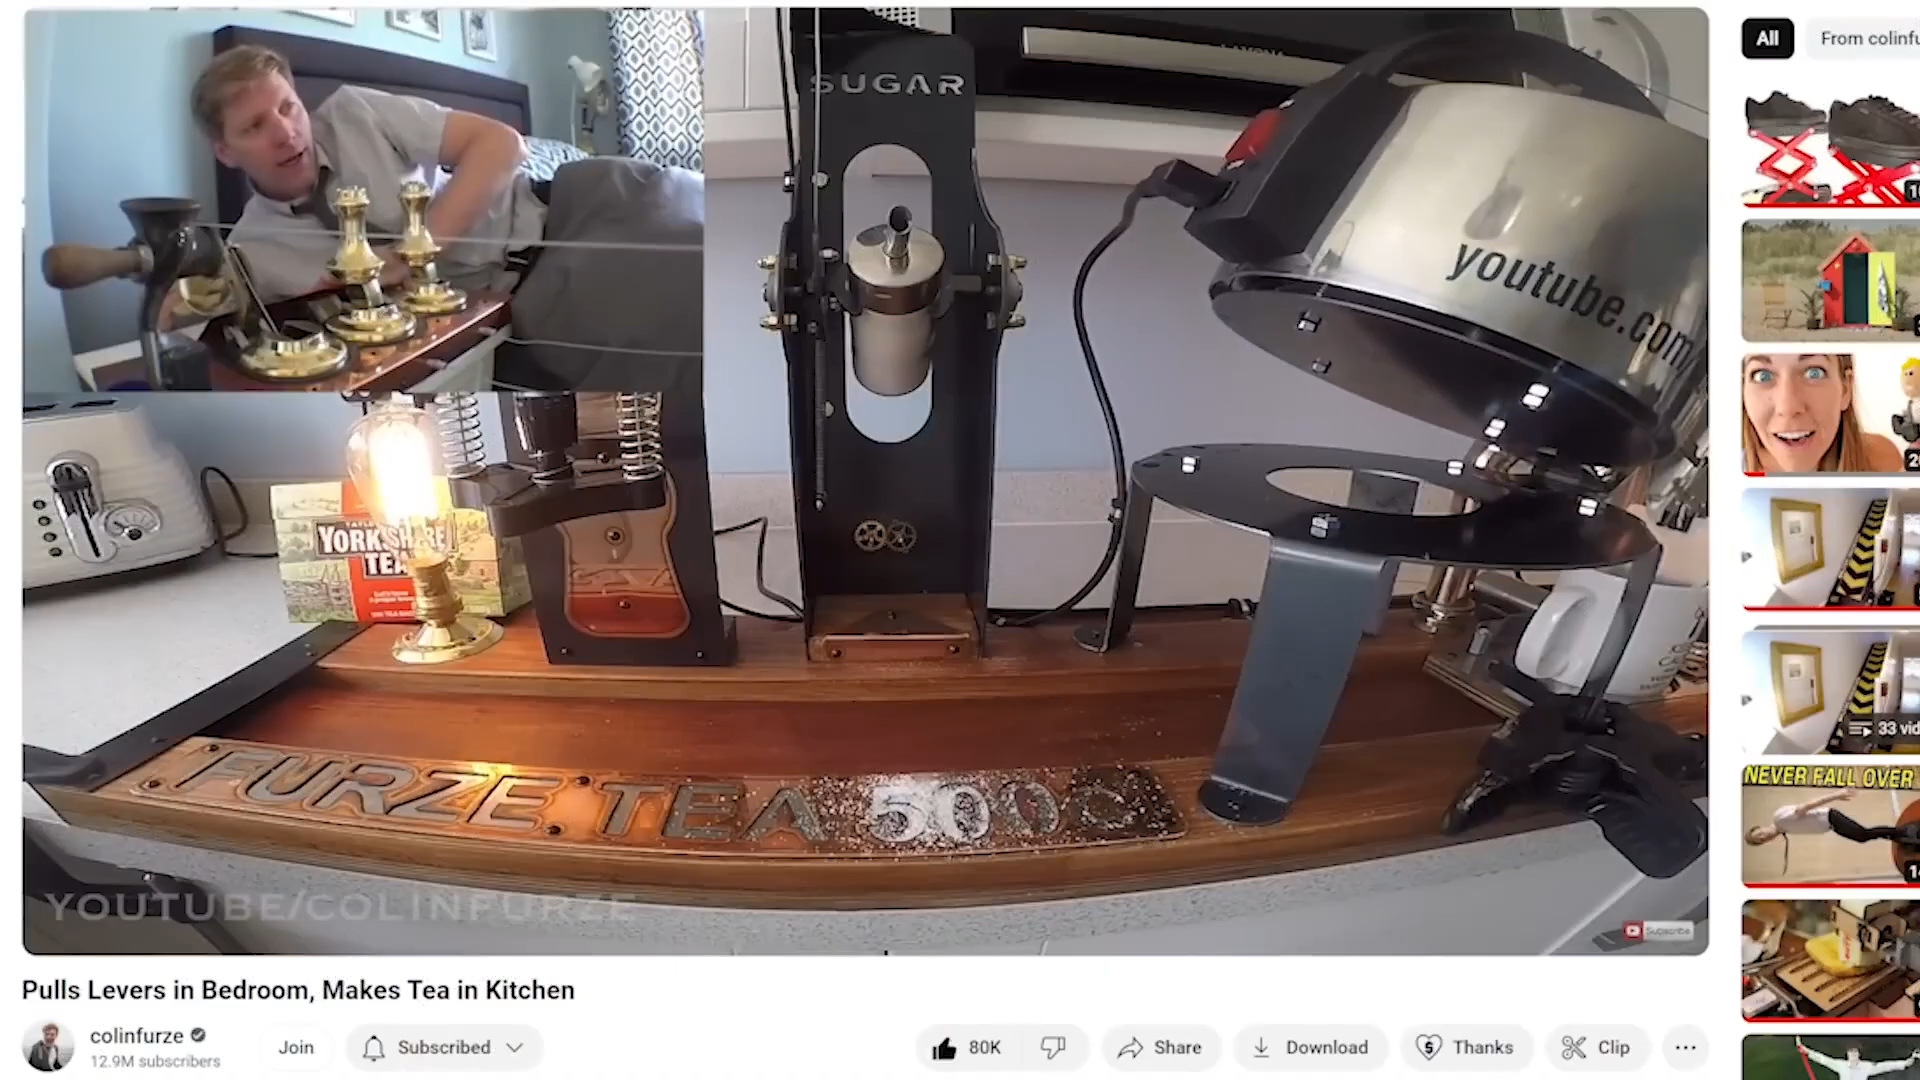 SUGAR
youtube.com/
YORKSHIRE
TEA
FURZE TEA 5000
YOUTUBE/COLINFURZE
Subscribe
Pulls Levers in Bedroom, Makes Tea in Kitchen
colinfurze
12.9M subscribers
Join
Subscribed
80K
Share
Download
Thanks
Clip
All
From colinfu
33 vid
NEVER FALL OVER